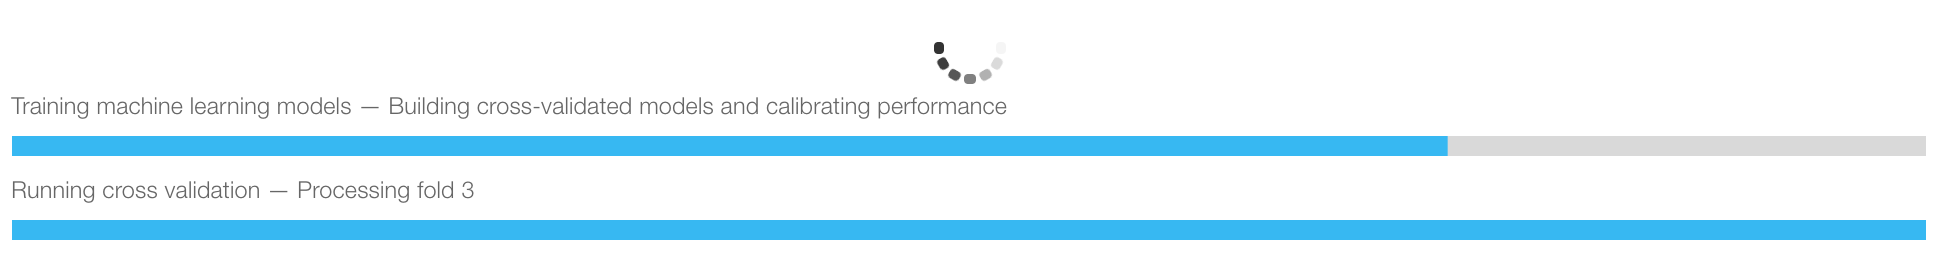 Training machine learning models — Building cross-validated models and calibrating performance
Running cross validation — Processing fold 3